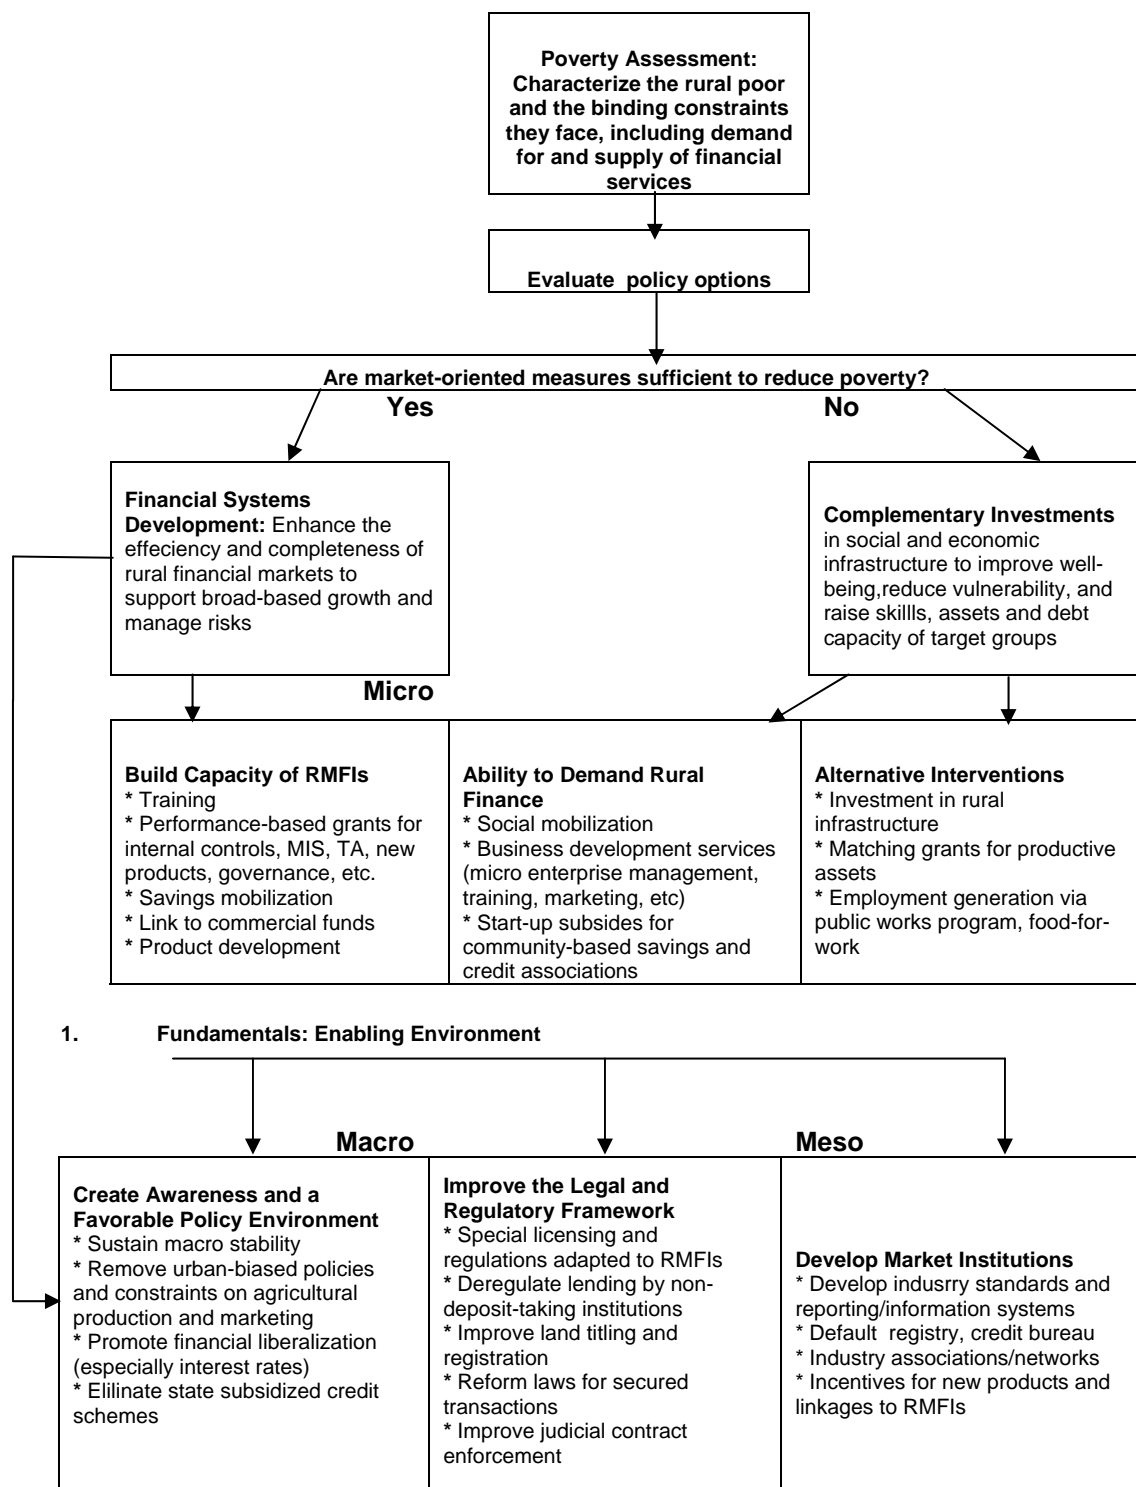 Poverty Assessment:
Characterize the rural poor
and the binding constraints
they face, including demand
for and supply of financial
services
Evaluate  policy options
Are market-oriented measures sufficient to reduce poverty?
Yes
No
Financial Systems
Development: Enhance the
effeciency and completeness of
rural financial markets to
support broad-based growth and
manage risks
Complementary Investments
in social and economic
infrastructure to improve well-
being,reduce vulnerability, and
raise skillls, assets and debt
capacity of target groups
Micro
Build Capacity of RMFIs
* Training
* Performance-based grants for
internal controls, MIS, TA, new
products, governance, etc.
* Savings mobilization
* Link to commercial funds
* Product development
Ability to Demand Rural
Finance
* Social mobilization
* Business development services
(micro enterprise management,
training, marketing, etc)
* Start-up subsides for
community-based savings and
credit associations
Alternative Interventions
* Investment in rural
infrastructure
* Matching grants for productive
assets
* Employment generation via
public works program, food-for-
work
1. Fundamentals: Enabling Environment
Macro
Meso
Create Awareness and a
Favorable Policy Environment
* Sustain macro stability
* Remove urban-biased policies
and constraints on agricultural
production and marketing
* Promote financial liberalization
(especially interest rates)
* Elilinate state subsidized credit
schemes
Improve the Legal and
Regulatory Framework
* Special licensing and
regulations adapted to RMFIs
* Deregulate lending by non-
deposit-taking institutions
* Improve land titling and
registration
* Reform laws for secured
transactions
* Improve judicial contract
enforcement
Develop Market Institutions
* Develop indusrry standards and
reporting/information systems
* Default  registry, credit bureau
* Industry associations/networks
* Incentives for new products and
linkages to RMFIs